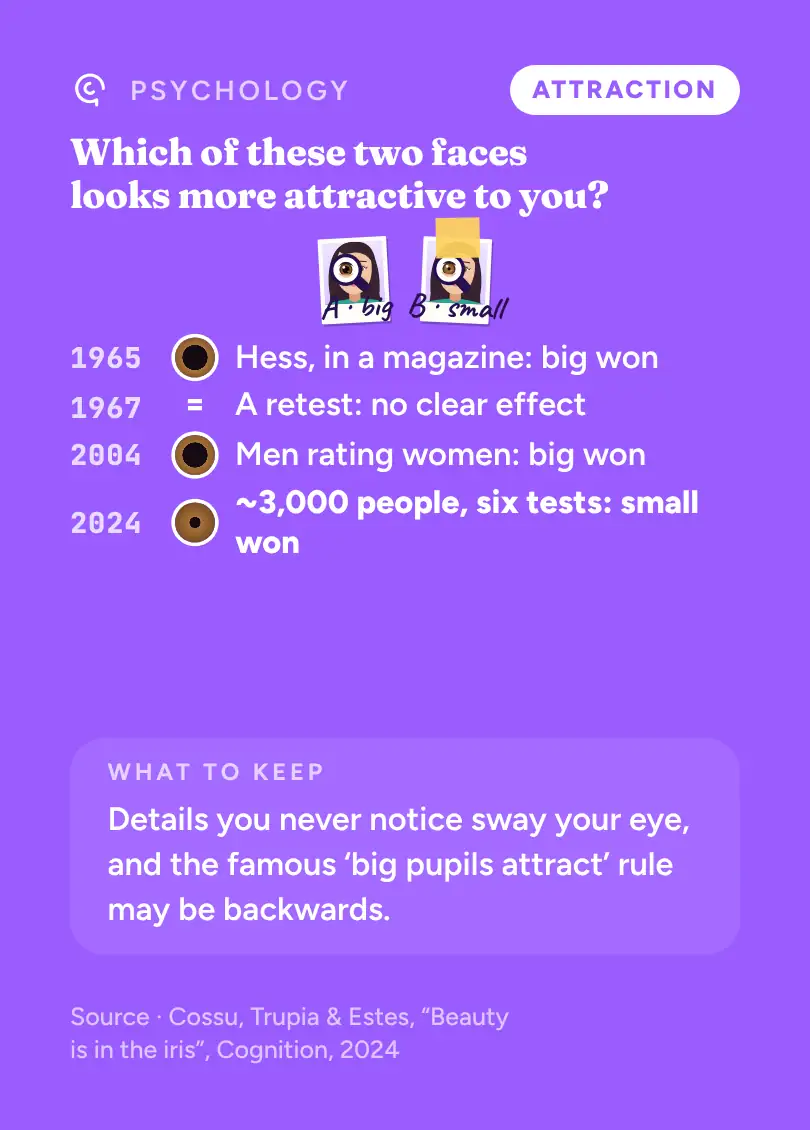 PSYCHOLOGY
ATTRACTION
Which of these two faces
looks more attractive to you?
A · big
B · small
1965 Hess, in a magazine: big won
1967 = A retest: no clear effect
2004 Men rating women: big won
2024 ~3,000 people, six tests: small
won
WHAT TO KEEP
Details you never notice sway your eye,
and the famous ‘big pupils attract’ rule
may be backwards.
Source · Cossu, Trupia & Estes, “Beauty
is in the iris”, Cognition, 2024